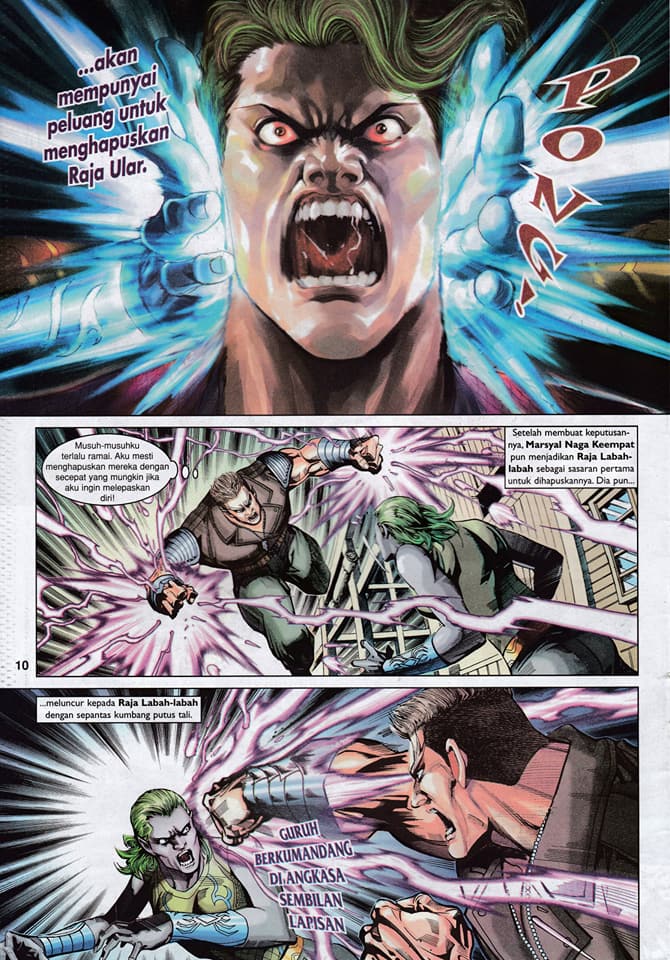 ...akan
mempunyai
peluang untuk
menghapuskan
Raja Ular.
PONG!
Musuh-musuhku
terlalu ramai. Aku mesti
menghapuskan mereka dengan
secepat yang mungkin jika
aku ingin melepaskan
diri!
Setelah membuat keputusan-
nya, Marsyal Naga Keempat
pun menjadikan Raja Labah-
labah sebagai sasaran pertama
untuk dihapuskannya. Dia pun...
10
...meluncur kepada Raja Labah-labah
dengan sepantas kumbang putus tali.
GURUH
BERKUMANDANG
DI ANGKASA
SEMBILAN
LAPISAN